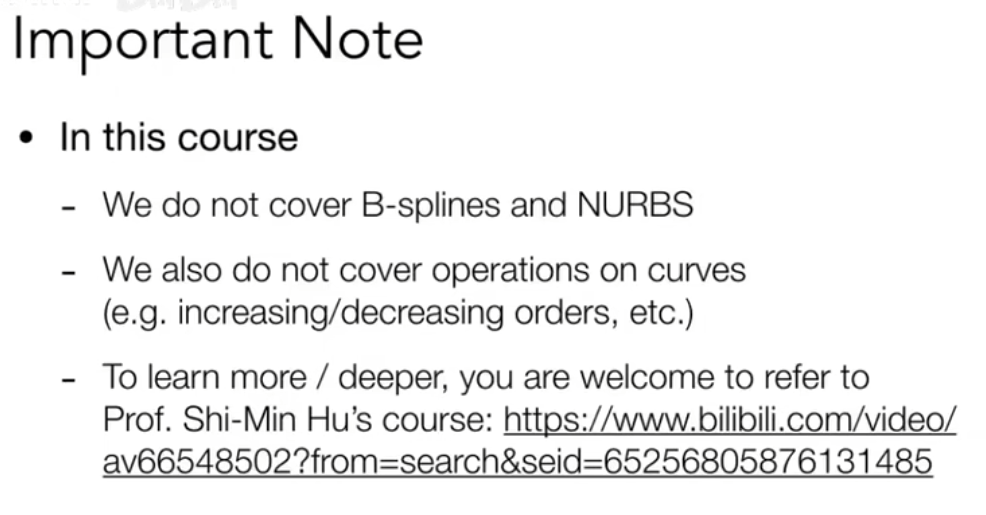 Important Note
• In this course
- We do not cover B-splines and NURBS
- We also do not cover operations on curves
(e.g. increasing/decreasing orders, etc.)
- To learn more / deeper, you are welcome to refer to
Prof. Shi-Min Hu's course: https://www.bilibili.com/video/
av66548502?from=search&seid=65256805876131485